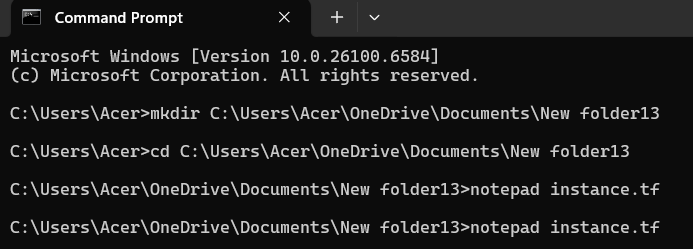 Command Prompt
Microsoft Windows [Version 10.0.26100.6584]
(c) Microsoft Corporation. All rights reserved.
C:\Users\Acer>mkdir C:\Users\Acer\OneDrive\Documents\New folder13
C:\Users\Acer>cd C:\Users\Acer\OneDrive\Documents\New folder13
C:\Users\Acer\OneDrive\Documents\New folder13>notepad instance.tf
C:\Users\Acer\OneDrive\Documents\New folder13>notepad instance.tf